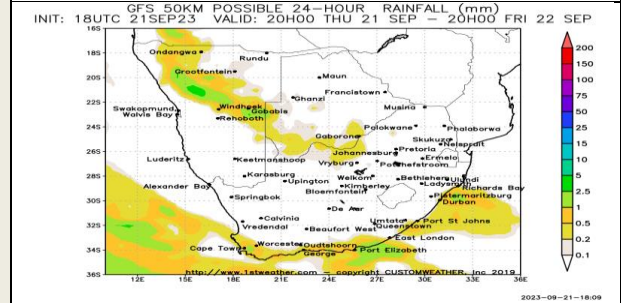 GFS 50KM POSSIBLE 24-HOUR RAINFALL (mm)
INIT: 18UTC 21SEP23 VALID: 20H00 THU 21 SEP – 20H00 FRI 22 SEP
16S
18S
20S
22S
24S
26S
28S
30S
32S
34S
36S
Ondangwa
Rundu
Grootfontein
Maun
Francistown
Ghanzi
Windhoek
Gobabis
Swakopmund
Walvis Bay
Rehoboth
Musina
Polokwane
Phalaborwa
Gaborone
Skukuza
Nelspruit
Pretoria
Johannesburg
Ermelo
Luderitz
Keetmanshoop
Vryburg
Potchefstroom
Karasburg
Upington
Welkom
Bethlehem
Ulundi
Kimberley
Ladysmith
Alexander Bay
Bloemfontein
Richards Bay
Springbok
Pietermaritzburg
Durban
De Aar
Calvinia
Umtata
Port St Johns
Vredendal
Beaufort West
Queenstown
East London
Worcester
Oudtshoorn
Cape Town
George
Port Elizabeth
http://www.1stweather.com – copyright CUSTOMWEATHER, Inc 2019
12E
15E
18E
21E
24E
27E
30E
33E
36E
200
150
100
75
50
25
15
10
5
2.5
1
0.5
0.2
0.1
2023-09-21-18:09